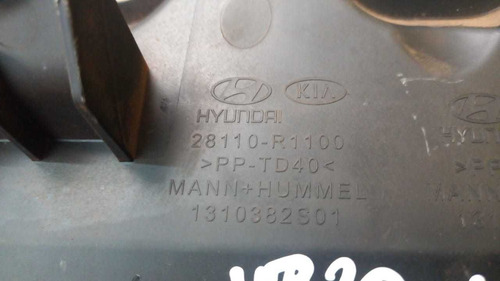 KIA
HYUNDAI
28110-R1100
>PP-TD40<
MANN+HUMMEL
1310382S01